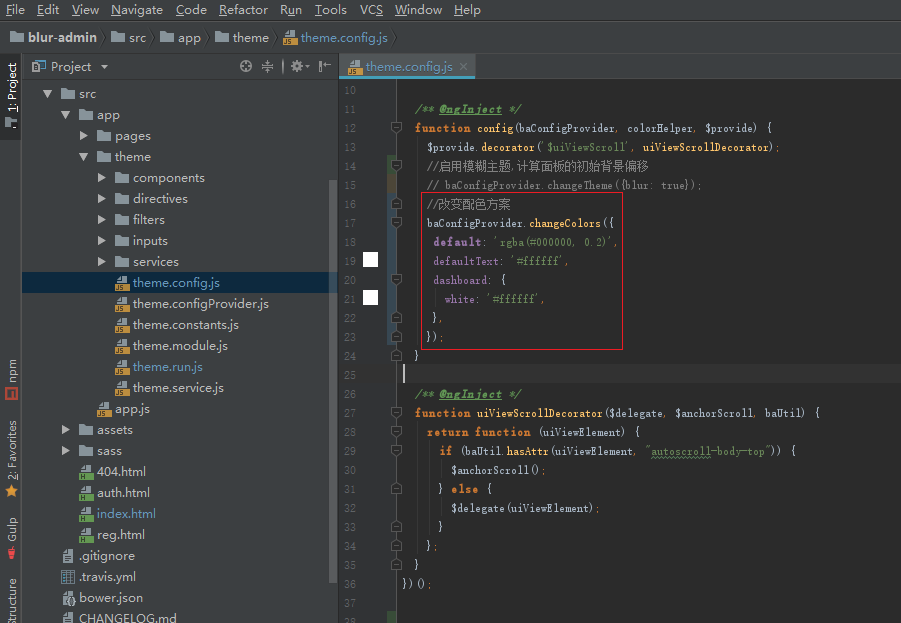 File Edit View Navigate Code Refactor Run Tools VCS Window Help
blur-admin src app theme theme.config.js
1: Project
npm
2: Favorites
Gulp
Structure
Project
src
app
pages
theme
components
directives
filters
inputs
services
theme.config.js
theme.configProvider.js
theme.constants.js
theme.module.js
theme.run.js
theme.service.js
app.js
assets
sass
404.html
auth.html
index.html
reg.html
.gitignore
.travis.yml
bower.json
CHANGELOG.md
theme.config.js
10
11 /** @ngInject */
12 function config(baConfigProvider, colorHelper, $provide) {
13 $provide.decorator('$uiViewScroll', uiViewScrollDecorator);
14 //启用模糊主题,计算面板的初始背景偏移
15 // baConfigProvider.changeTheme({blur: true});
16 //改变配色方案
17 baConfigProvider.changeColors({
18 default: 'rgba(#000000, 0.2)',
19 defaultText: '#ffffff',
20 dashboard: {
21 white: '#ffffff',
22 },
23 });
24 }
25
26 /** @ngInject */
27 function uiViewScrollDecorator($delegate, $anchorScroll, baUtil) {
28 return function (uiViewElement) {
29 if (baUtil.hasAttr(uiViewElement, "autoscroll-body-top")) {
30 $anchorScroll();
31 } else {
32 $delegate(uiViewElement);
33 }
34 };
35 }
36 })();
37
38